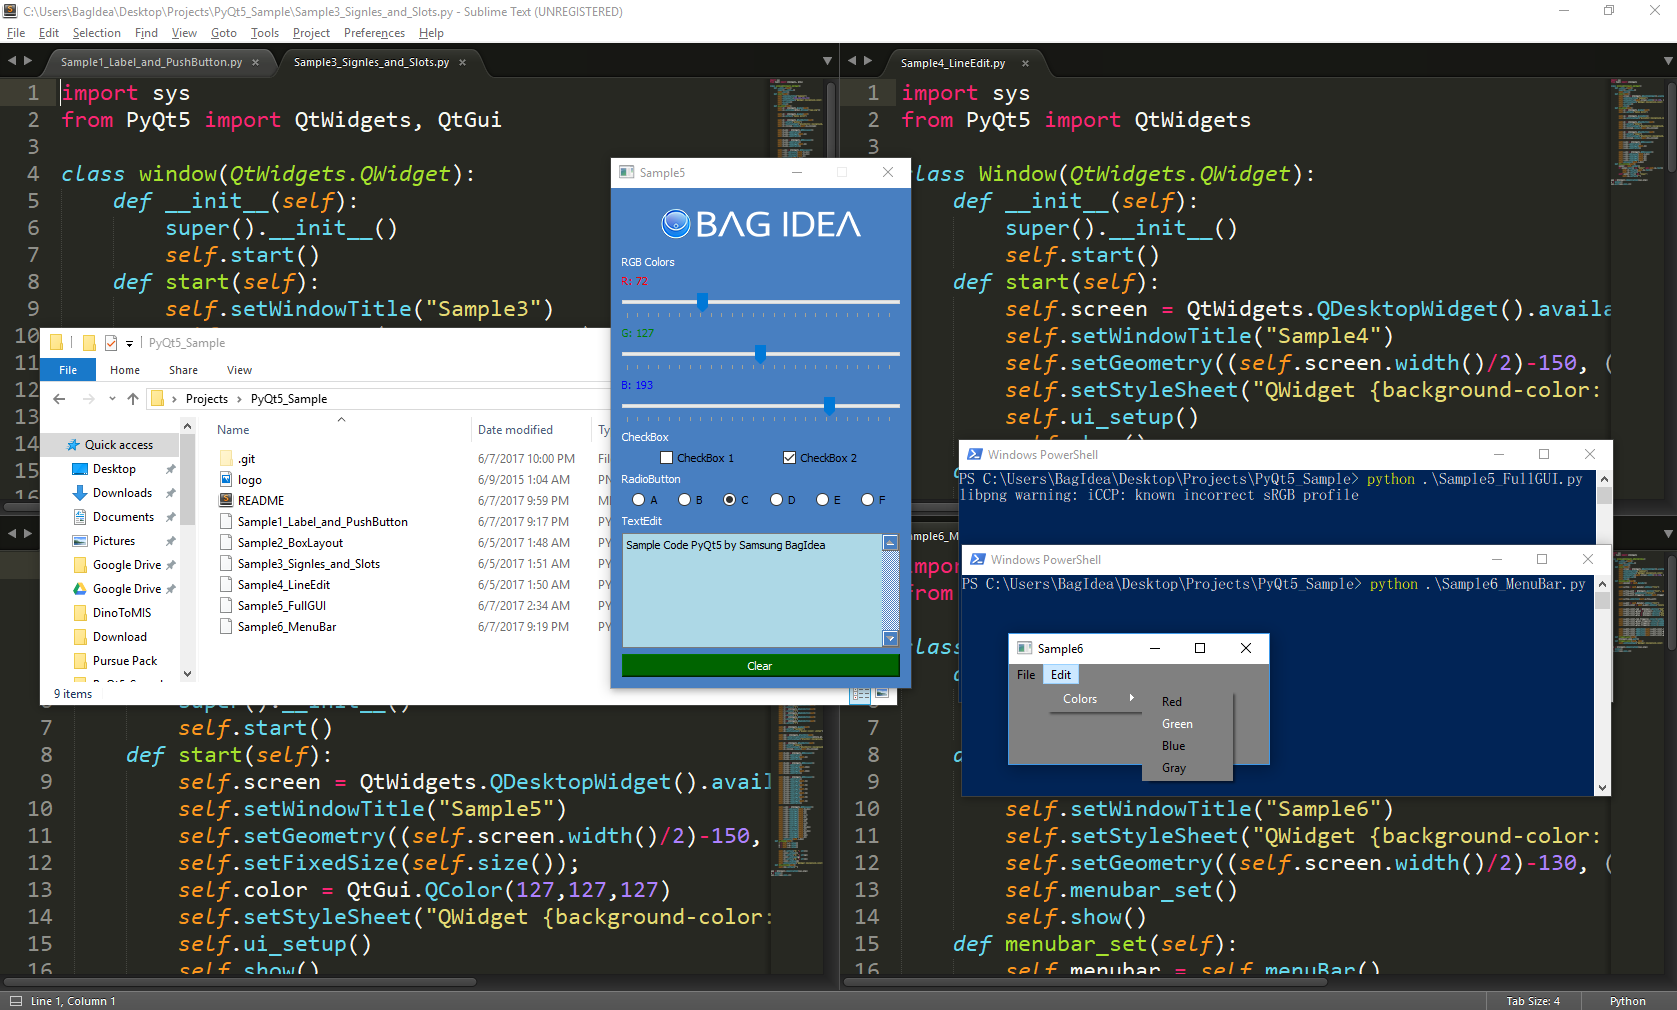 C:\Users\BagIdea\Desktop\Projects\PyQt5_Sample\Sample3_Signles_and_Slots.py - Sublime Text (UNREGISTERED)
File Edit Selection Find View Goto Tools Project Preferences Help
Sample1_Label_and_PushButton.py × Sample3_Signles_and_Slots.py ×
1 import sys
2 from PyQt5 import QtWidgets, QtGui
3
4 class window(QtWidgets.QWidget):
5 def __init__(self):
6 super().__init__()
7 self.start()
8 def start(self):
9 self.setWindowTitle("Sample3")
10
11
12
13
14
15
16
Sample4_LineEdit.py ×
1 import sys
2 from PyQt5 import QtWidgets
3
4 class Window(QtWidgets.QWidget):
def __init__(self):
super().__init__()
self.start()
def start(self):
self.screen = QtWidgets.QDesktopWidget().availa
self.setWindowTitle("Sample4")
self.setGeometry((self.screen.width()/2)-150, (
self.setStyleSheet("QWidget {background-color:
self.ui_setup()
PyQt5_Sample
File Home Share View
Projects > PyQt5_Sample
Quick access
Desktop
Downloads
Documents
Pictures
Google Drive
Google Drive
DinoToMIS
Download
Pursue Pack
Name Date modified Ty
.git 6/7/2017 10:00 PM Fil
logo 6/9/2015 1:04 AM PN
README 6/7/2017 9:59 PM M
Sample1_Label_and_PushButton 6/7/2017 9:17 PM PY
Sample2_BoxLayout 6/5/2017 1:48 AM PY
Sample3_Signles_and_Slots 6/5/2017 1:51 AM PY
Sample4_LineEdit 6/5/2017 1:50 AM PY
Sample5_FullGUI 6/7/2017 2:34 AM PY
Sample6_MenuBar 6/7/2017 9:19 PM PY
9 items
Sample5
BAG IDEA
RGB Colors
R: 72
G: 127
B: 193
CheckBox
CheckBox 1 CheckBox 2
RadioButton
A B C D E F
TextEdit
Sample Code PyQt5 by Samsung BagIdea
Clear
Windows PowerShell
PS C:\Users\BagIdea\Desktop\Projects\PyQt5_Sample> python .\Sample5_FullGUI.py
libpng warning: iCCP: known incorrect sRGB profile
Windows PowerShell
PS C:\Users\BagIdea\Desktop\Projects\PyQt5_Sample> python .\Sample6_MenuBar.py
Sample6
File Edit
Colors
Red
Green
Blue
Gray
super().__init__()
7 self.start()
8 def start(self):
9 self.screen = QtWidgets.QDesktopWidget().avail
10 self.setWindowTitle("Sample5")
11 self.setGeometry((self.screen.width()/2)-150,
12 self.setFixedSize(self.size());
13 self.color = QtGui.QColor(127,127,127)
14 self.setStyleSheet("QWidget {background-color:
15 self.ui_setup()
16 self.show()
7
8
9
10 self.setWindowTitle("Sample6")
11 self.setStyleSheet("QWidget {background-color:
12 self.setGeometry((self.screen.width()/2)-130, (
13 self.menubar_set()
14 self.show()
15 def menubar_set(self):
16 self.menubar = self.menuBar()
Line 1, Column 1
Tab Size: 4
Python